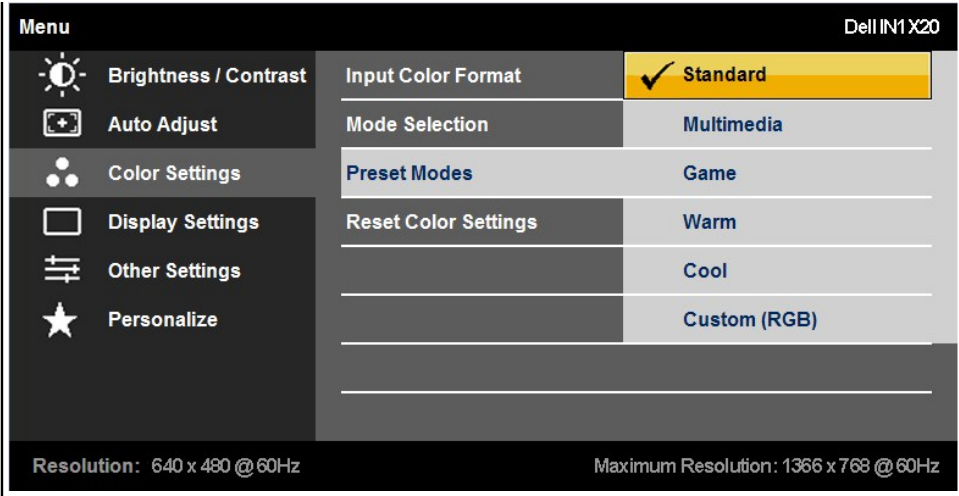 Menu Dell IN1X20
Brightness / Contrast Input Color Format Standard
Auto Adjust Mode Selection Multimedia
Color Settings Preset Modes Game
Display Settings Reset Color Settings Warm
Other Settings Cool
Personalize Custom (RGB)
Resolution: 640 x 480 @ 60Hz Maximum Resolution: 1366 x 768 @ 60Hz